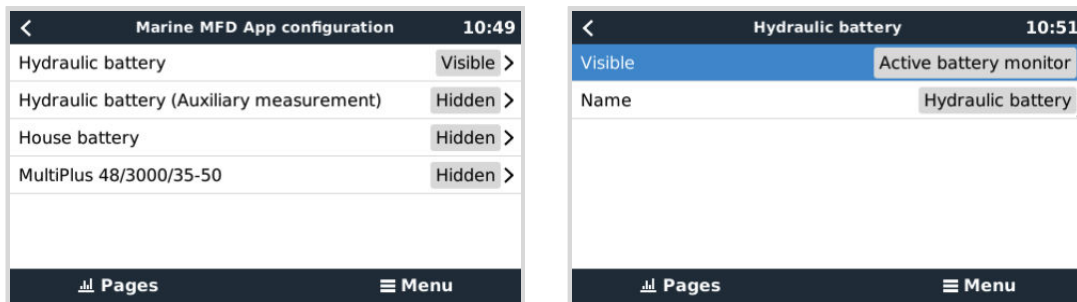 Marine MFD App configuration 10:49
Hydraulic battery Visible
Hydraulic battery (Auxiliary measurement) Hidden
House battery Hidden
MultiPlus 48/3000/35-50 Hidden
Pages Menu
Hydraulic battery 10:51
Visible Active battery monitor
Name Hydraulic battery
Pages Menu